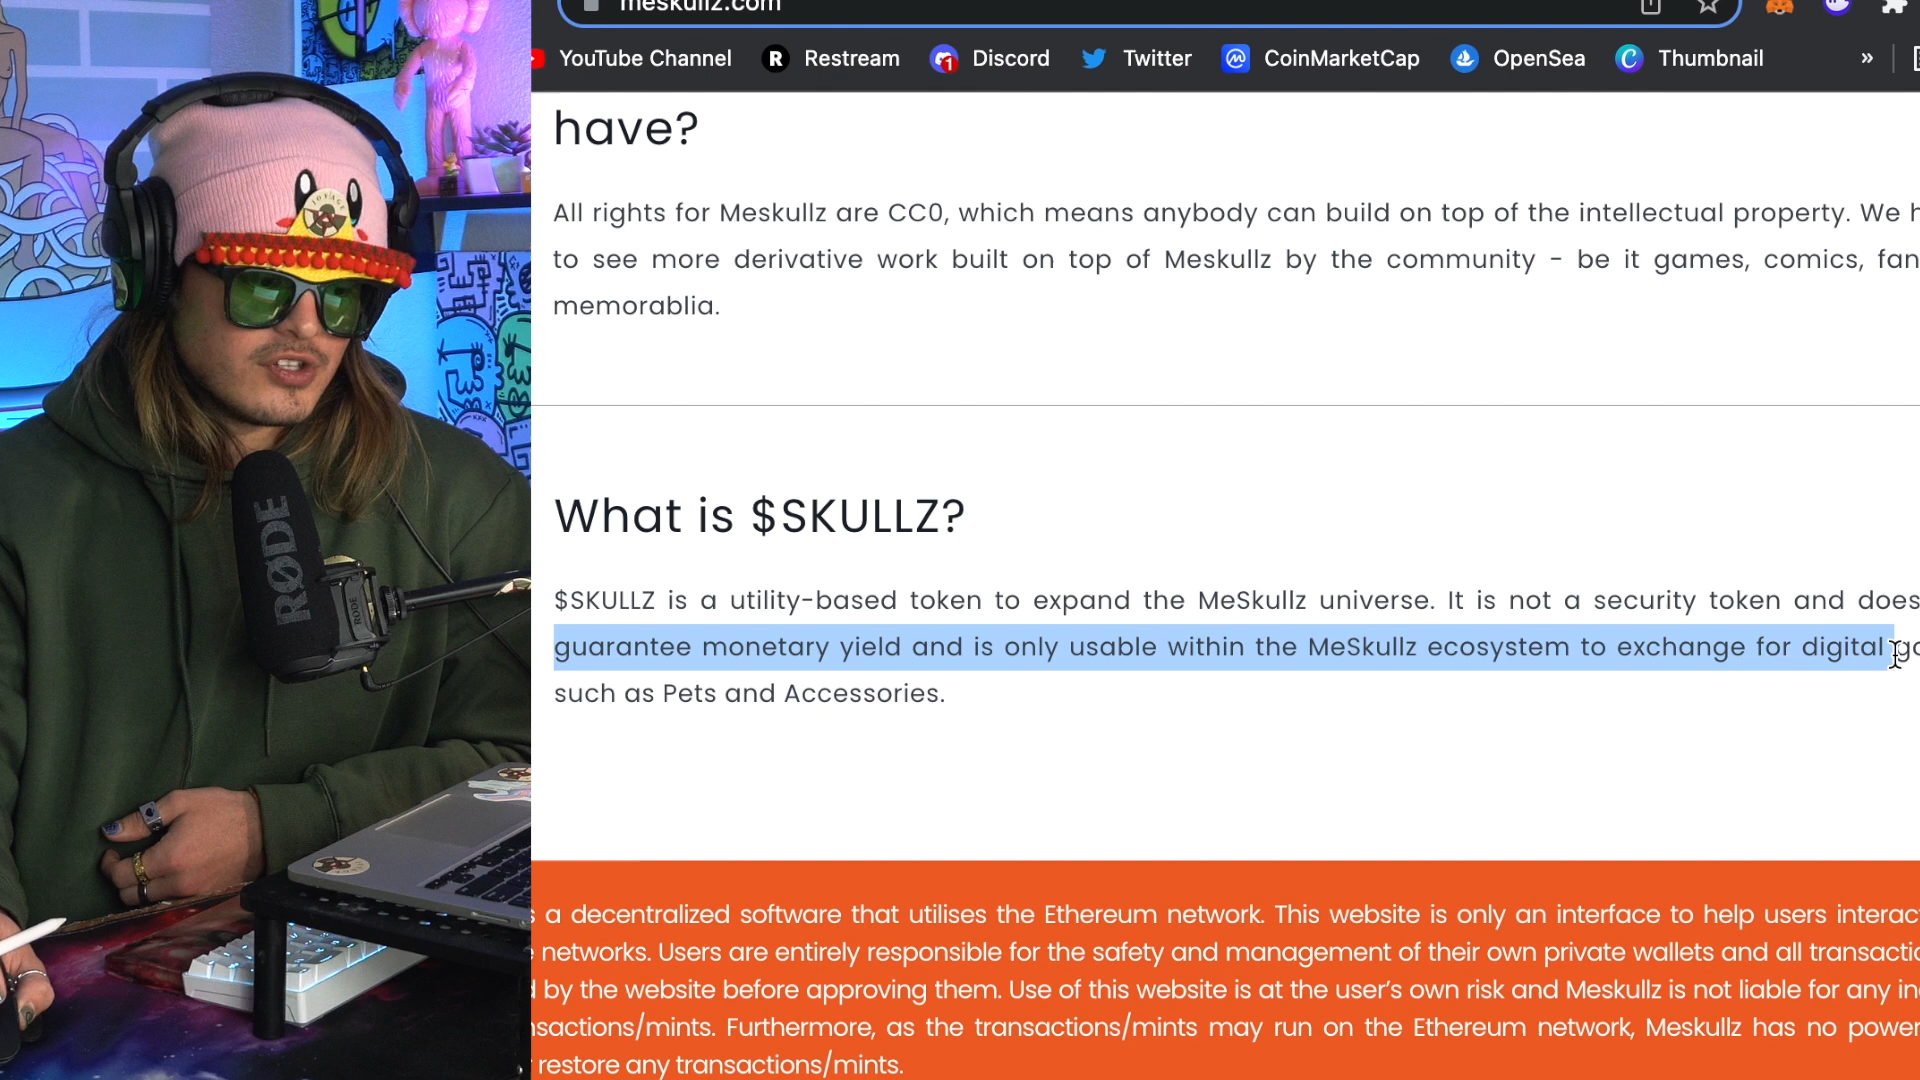 meskullz.com
YouTube Channel R Restream 1 Discord Twitter CoinMarketCap OpenSea C Thumbnail »
have?
All rights for Meskullz are CC0, which means anybody can build on top of the intellectual property. We
to see more derivative work built on top of Meskullz by the community - be it games, comics, fan
memorablia.
What is $SKULLZ?
$SKULLZ is a utility-based token to expand the MeSkullz universe. It is not a security token and does
guarantee monetary yield and is only usable within the MeSkullz ecosystem to exchange for digital
such as Pets and Accessories.
a decentralized software that utilises the Ethereum network. This website is only an interface to help users interac
networks. Users are entirely responsible for the safety and management of their own private wallets and all transactio
by the website before approving them. Use of this website is at the user's own risk and Meskullz is not liable for any
nsactions/mints. Furthermore, as the transactions/mints may run on the Ethereum network, Meskullz has no power
restore any transactions/mints.
RØDE
RØDE